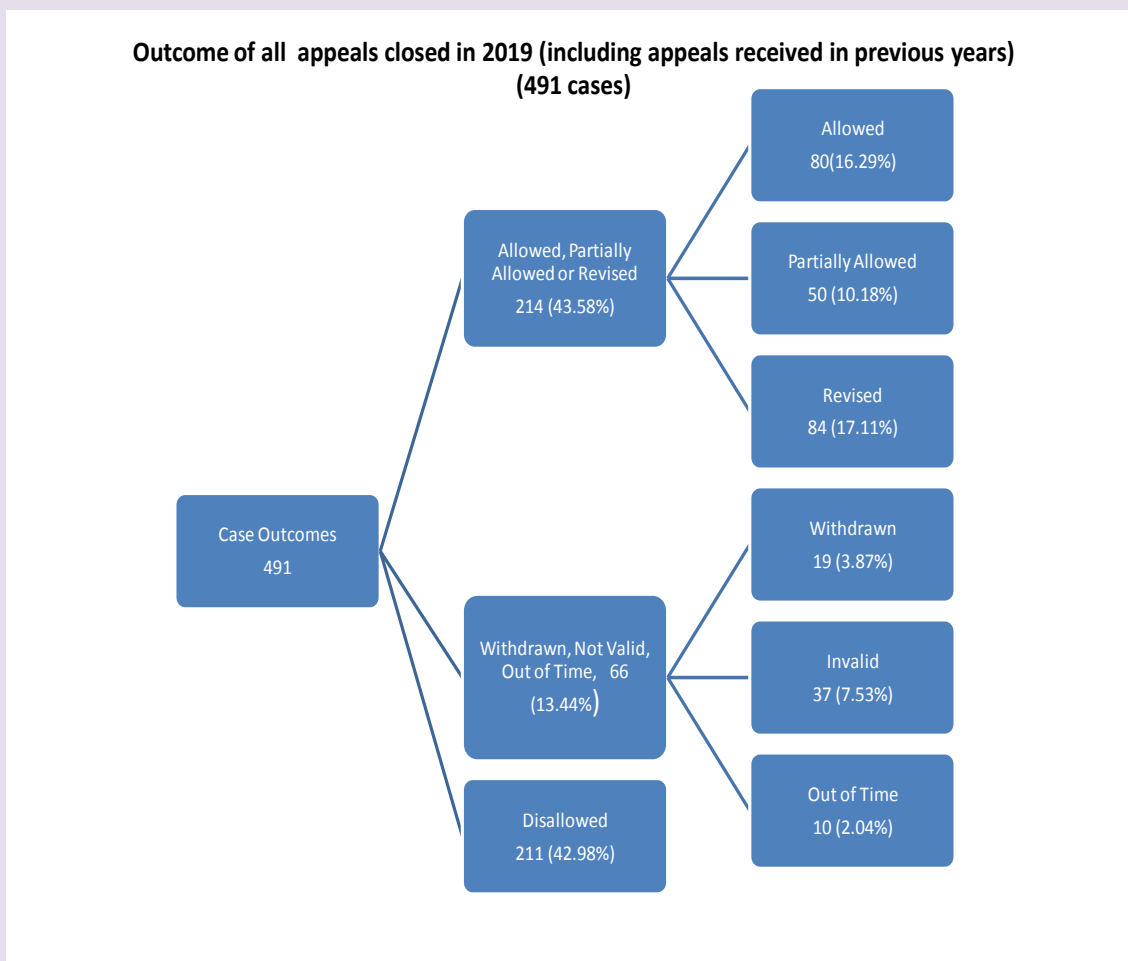 Outcome of all appeals closed in 2019 (including appeals received in previous years)
(491 cases)
Case Outcomes
491
Allowed, Partially
Allowed or Revised
214 (43.58%)
Allowed
80(16.29%)
Partially Allowed
50 (10.18%)
Revised
84 (17.11%)
Withdrawn, Not Valid,
Out of Time, 66
(13.44%)
Withdrawn
19 (3.87%)
Invalid
37 (7.53%)
Out of Time
10 (2.04%)
Disallowed
211 (42.98%)